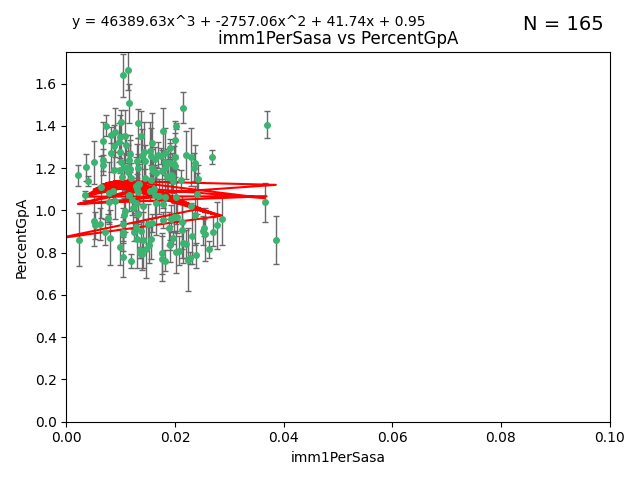 y = 46389.63x^3 + -2757.06x^2 + 41.74x + 0.95
N = 165
imm1PerSasa vs PercentGpA
PercentGpA
1.6
1.4
1.2
1.0
0.8
0.6
0.4
0.2
0.0
0.00 0.02 0.04 0.06 0.08 0.10
imm1PerSasa